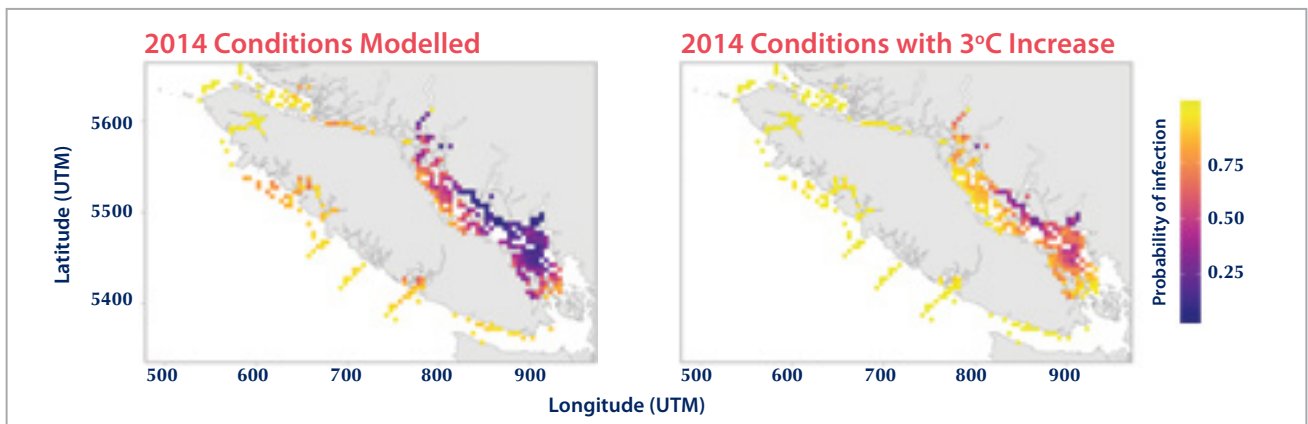 2014 Conditions Modelled
2014 Conditions with 3ºC Increase
Latitude (UTM)
5600
5500
5400
500 600 700 800 900
500 600 700 800 900
Longitude (UTM)
Probability of infection
0.75
0.50
0.25